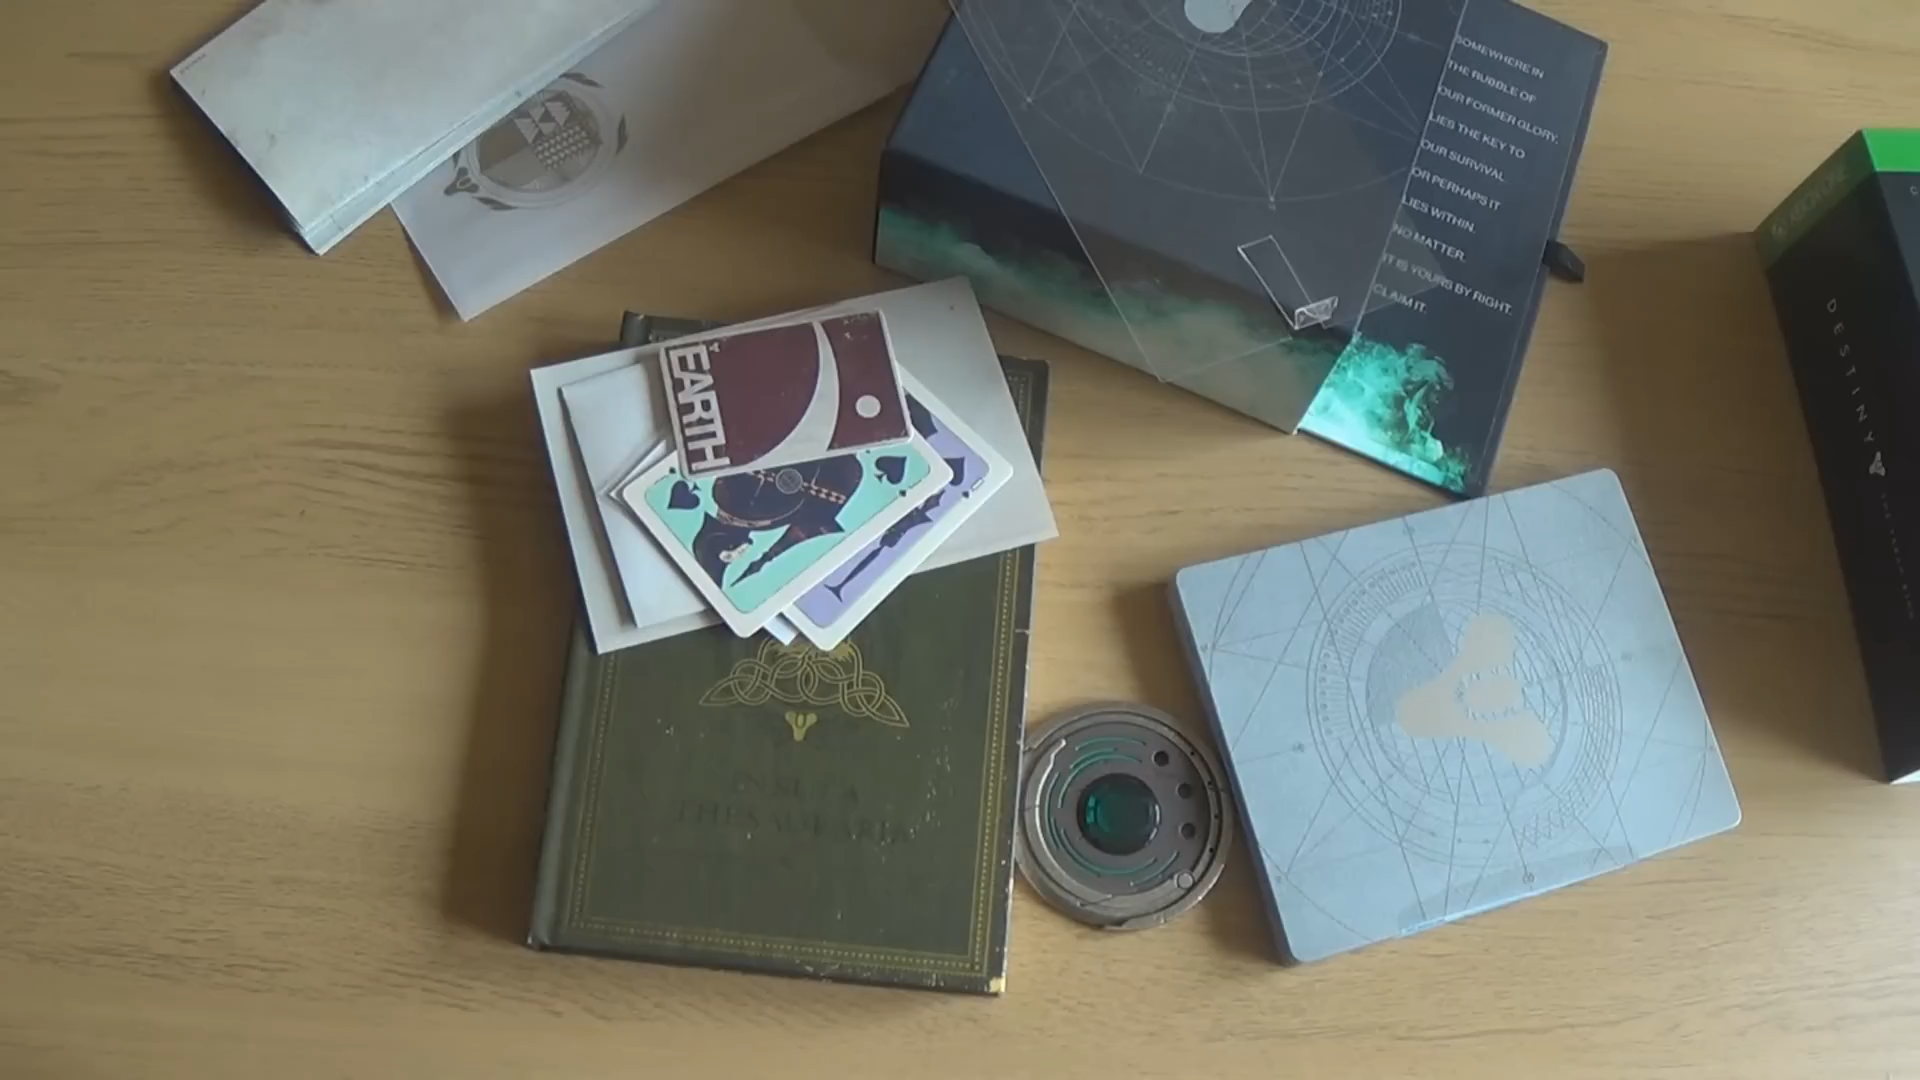 SOMEWHERE IN
THE RUBBLE OF
OUR FORMER GLORY,
LIES THE KEY TO
OUR SURVIVAL
OR PERHAPS IT
LIES WITHIN.
NO MATTER.
IT IS YOURS BY RIGHT.
CLAIM IT.
EARTH
DESTINY